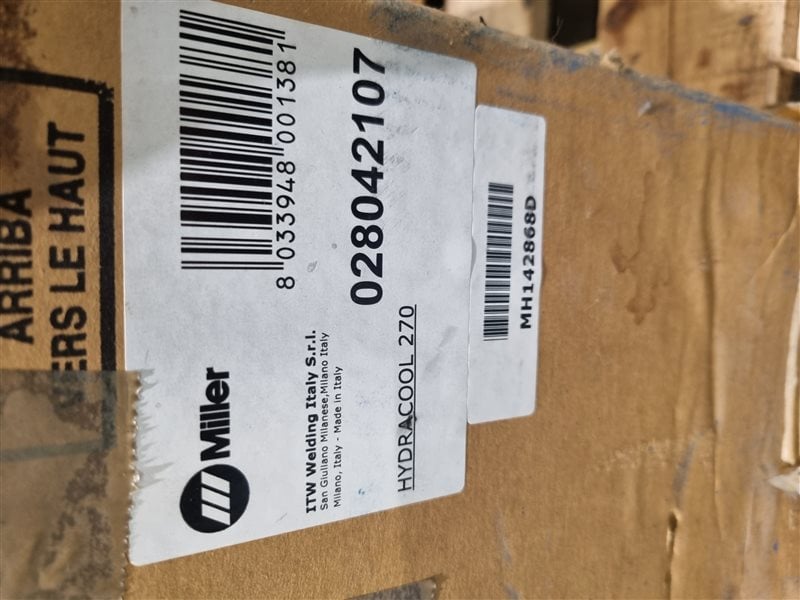 ARRIBA
ERS LE HAUT
Miller
8 033948 001381
ITW Welding Italy S.r.l.
San Giuliano Milanese,Milano Italy
Milano, Italy - Made in Italy
028042107
HYDRACOOL 270
MH142868D